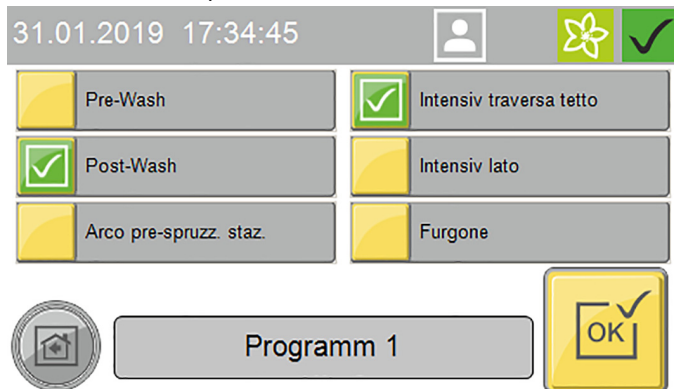 31.01.2019 17:34:45
Pre-Wash
Intensiv traversa tetto
Post-Wash
Intensiv lato
Arco pre-spruzz. staz.
Furgone
Programm 1
OK